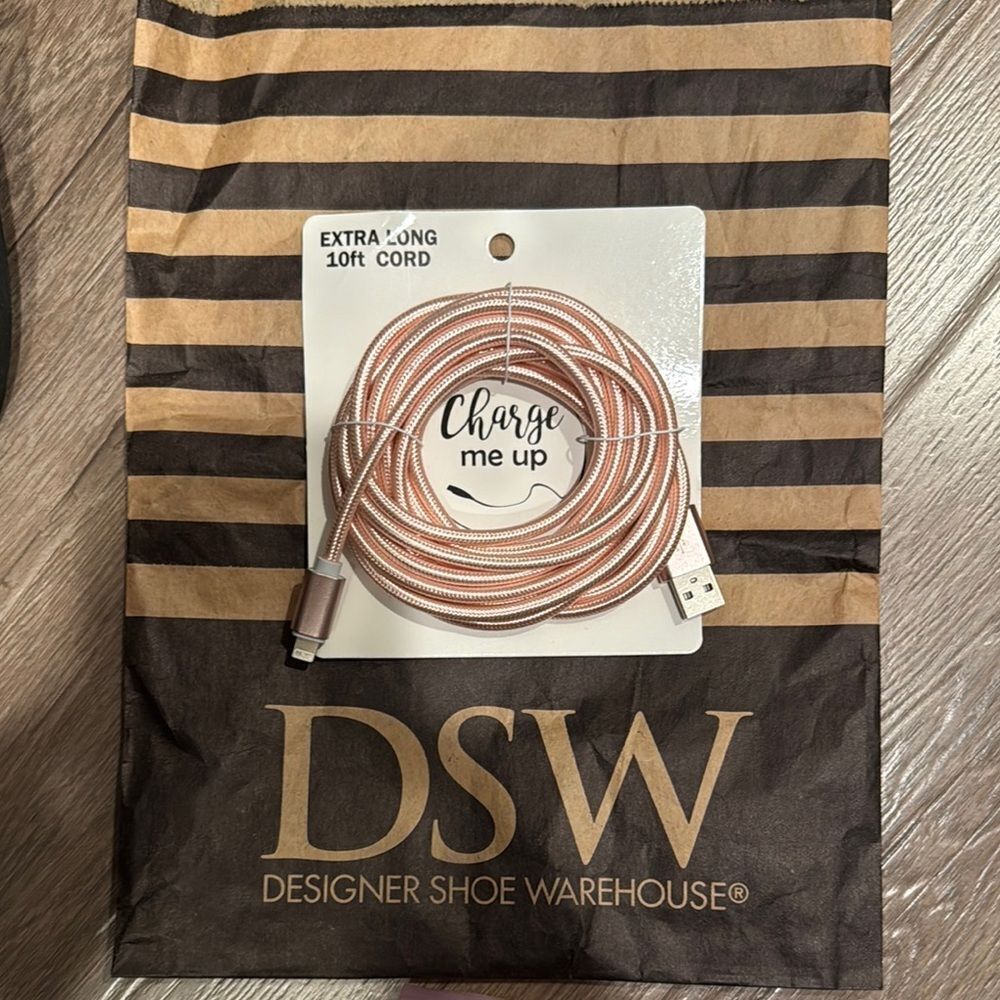 EXTRA LONG
10ft CORD
Charge
me up
DSW
DESIGNER SHOE WAREHOUSE®